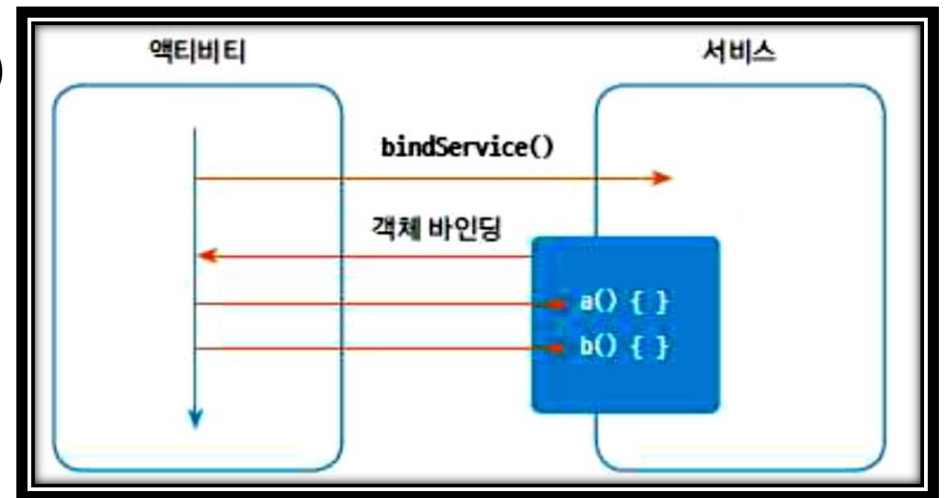 액티비티
서비스
bindService()
객체 바인딩
a() { }
b() { }